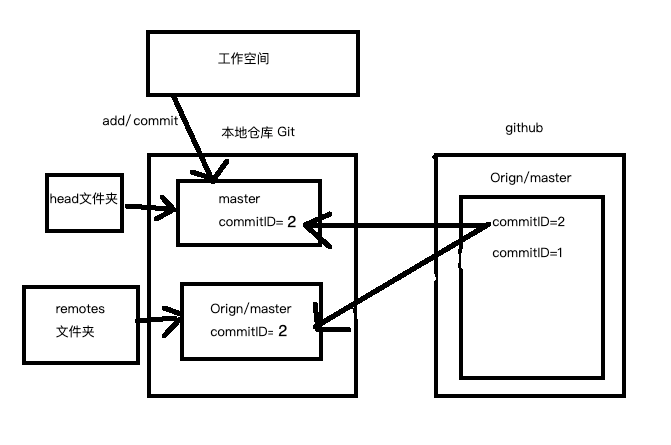 工作空间
add/ commit
本地仓库 Git
github
head文件夹
master
commitID= 2
Orign/master
commitID=2
commitID=1
remotes
文件夹
Orign/master
commitID= 2